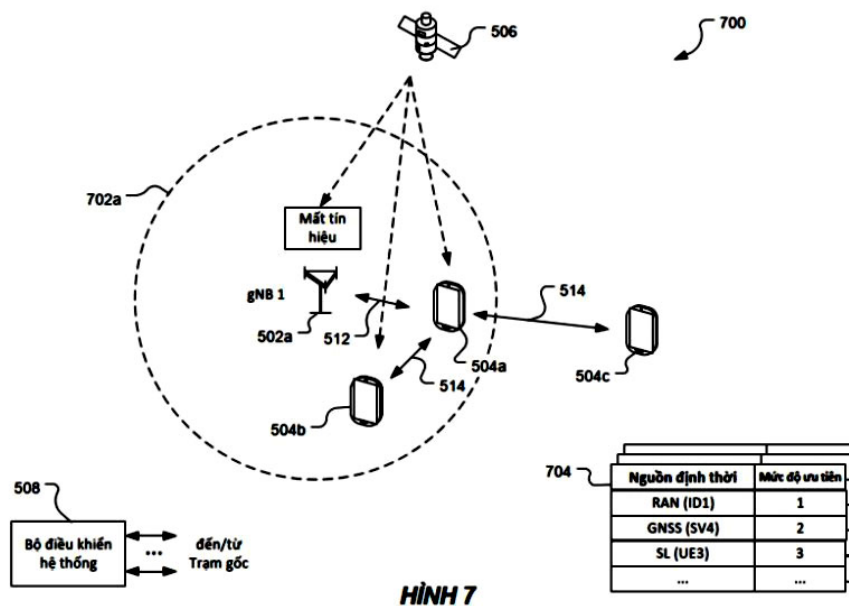 506
700
702a
Mất tín
hiệu
gNB 1
502a
512
504a
514
514
504b
504c
508
Bộ điều khiển
hệ thống
...
đến/từ
Trạm gốc
704
Nguồn định thời Mức độ ưu tiên
RAN (ID1) 1
GNSS (SV4) 2
SL (UE3) 3
... ...
HÌNH 7